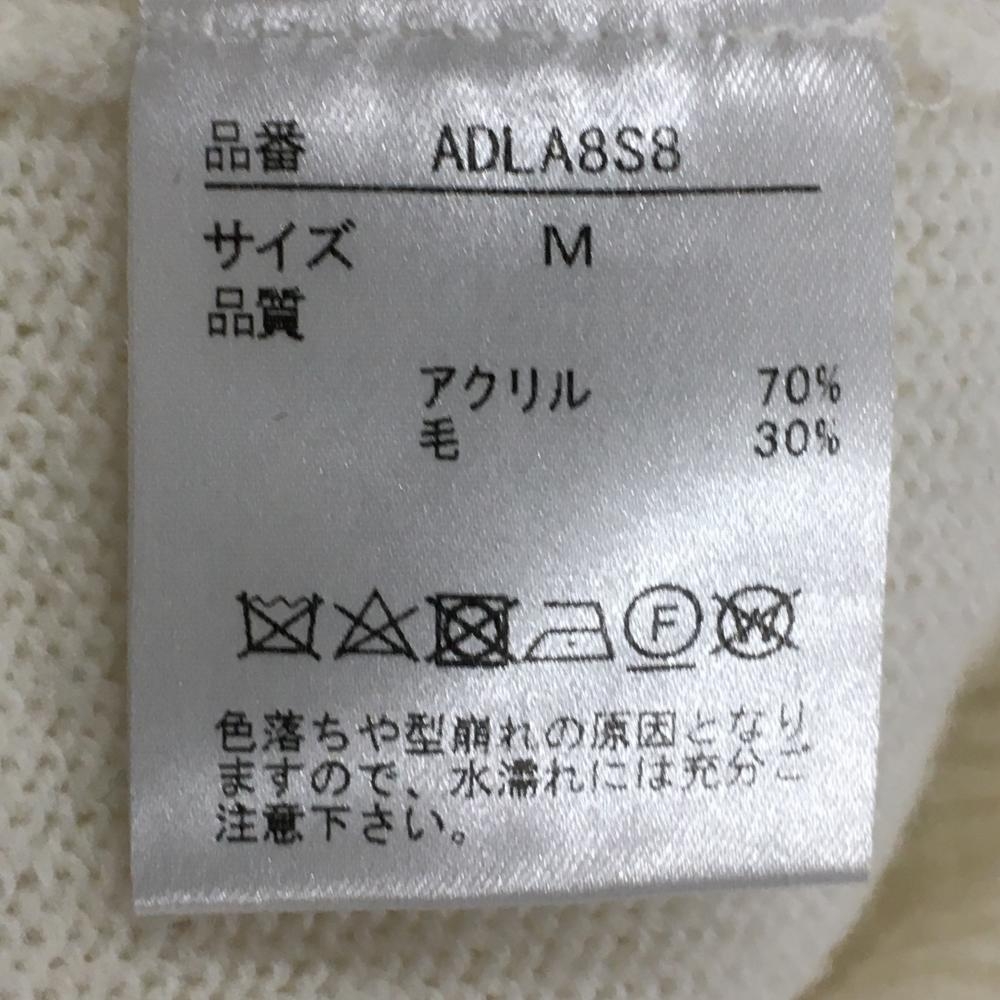 品番 ADLA8S8
サイズ M
品質
アクリル 70%
毛 30%
F W
色落ちや型崩れの原因となり
ますので、水濡れには充分ご
注意下さい。